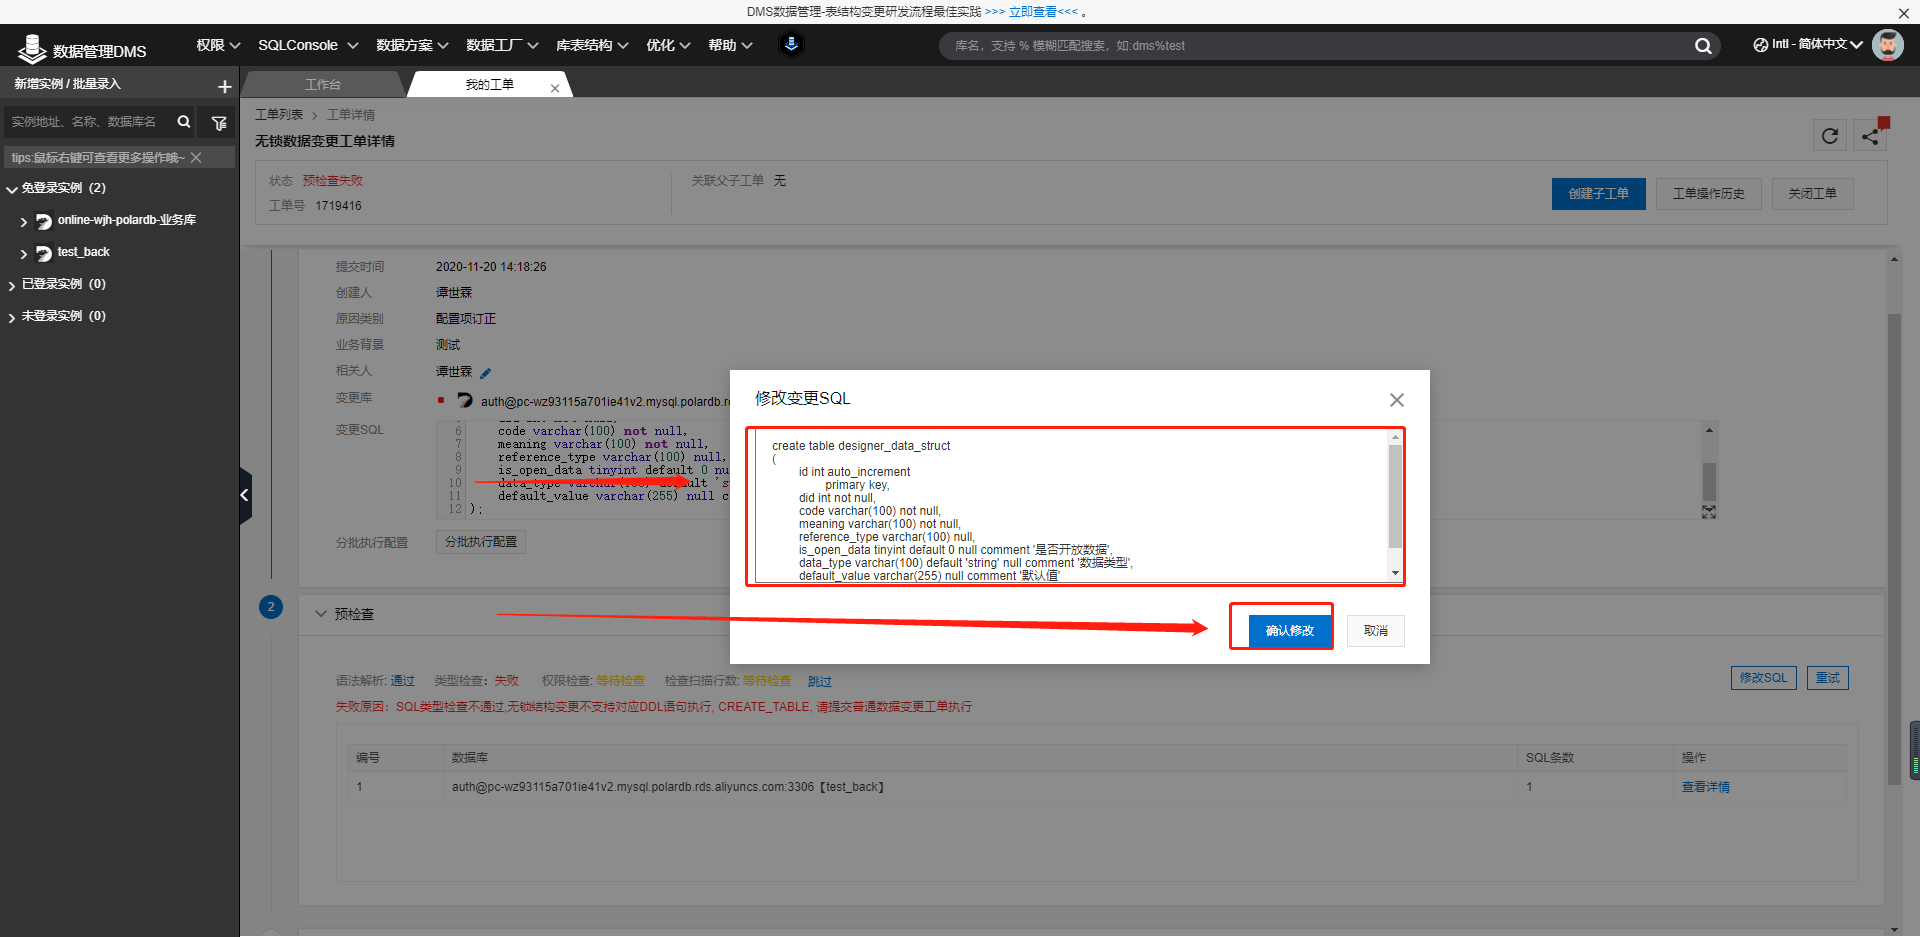 DMS数据管理-表结构变更研发流程最佳实践 >>> 立即查看<<< 。
数据管理DMS
权限
SQLConsole
数据方案
数据工厂
库表结构
优化
帮助
库名，支持 % 模糊匹配搜索，如:dms%test
Intl - 简体中文
新增实例 / 批量录入
工作台
我的工单
实例地址、名称、数据库名
tips:鼠标右键可查看更多操作哦~
免登录实例（2）
online-wjh-polardb-业务库
test_back
已登录实例（0）
未登录实例（0）
工单列表 > 工单详情
无锁数据变更工单详情
状态 预检查失败
关联父子工单 无
工单号 1719416
创建子工单
工单操作历史
关闭工单
提交时间 2020-11-20 14:18:26
创建人 谭世霖
原因类别 配置项订正
业务背景 测试
相关人 谭世霖
变更库 auth@pc-wz93115a701ie41v2.mysql.polardb.r
变更SQL
6 code varchar(100) not null,
7 meaning varchar(100) not null,
8 reference_type varchar(100) null,
9 is_open_data tinyint default 0 nu
10 data_type varchar(100) default 's
11 default_value varchar(255) null c
12 );
分批执行配置 分批执行配置
修改变更SQL
create table designer_data_struct
(
id int auto_increment
primary key,
did int not null,
code varchar(100) not null,
meaning varchar(100) not null,
reference_type varchar(100) null,
is_open_data tinyint default 0 null comment '是否开放数据',
data_type varchar(100) default 'string' null comment '数据类型',
default_value varchar(255) null comment '默认值'
确认修改
取消
2
预检查
语法解析: 通过 类型检查：失败 权限检查: 等待检查 检查扫描行数: 等待检查 跳过
修改SQL
重试
失败原因：SQL类型检查不通过,无锁结构变更不支持对应DDL语句执行, CREATE_TABLE, 请提交普通数据变更工单执行
编号 数据库 SQL条数 操作
1 auth@pc-wz93115a701ie41v2.mysql.polardb.rds.aliyuncs.com:3306【test_back】 1 查看详情